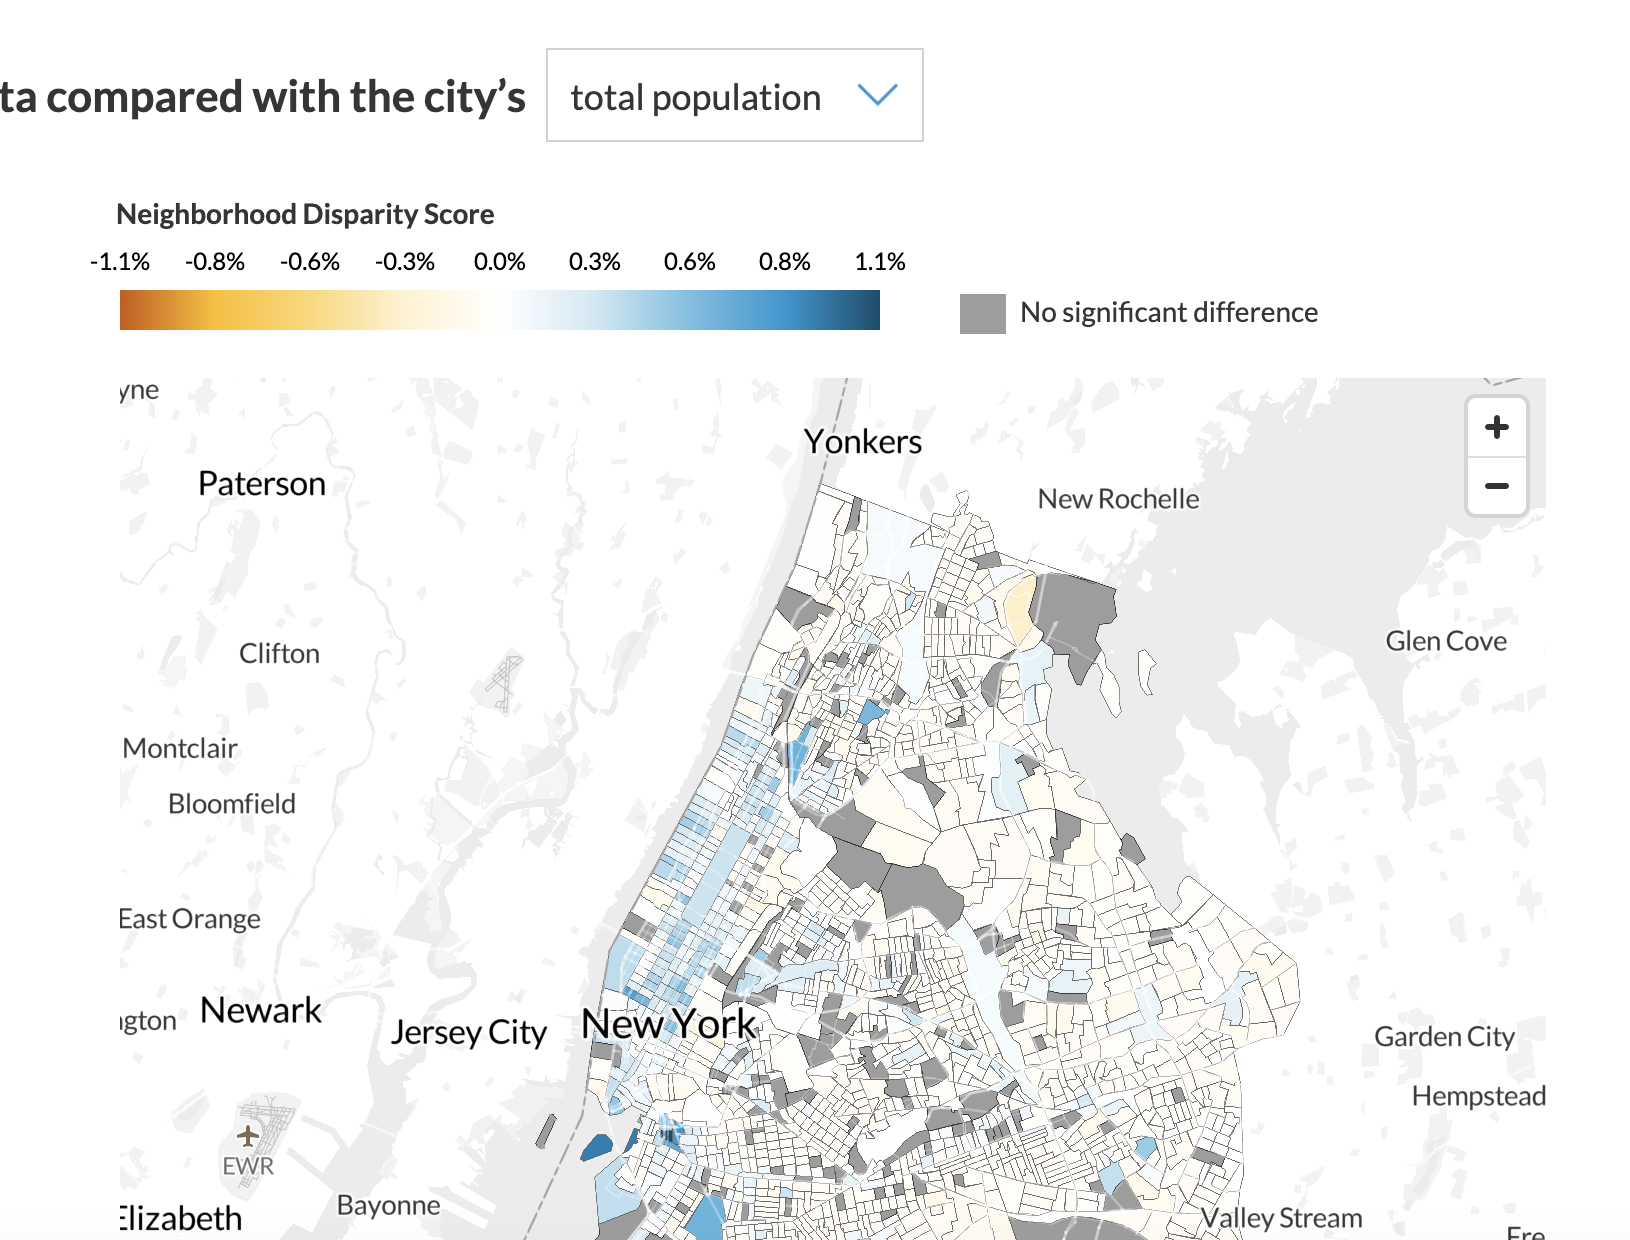 ta compared with the city’s total population
Neighborhood Disparity Score
-1.1% -0.8% -0.6% -0.3% 0.0% 0.3% 0.6% 0.8% 1.1%
No significant difference
yne
+
−
Yonkers
Paterson
New Rochelle
Glen Cove
Clifton
Montclair
Bloomfield
East Orange
ngton
Newark
Jersey City
New York
Garden City
Hempstead
EWR
Bayonne
Elizabeth
Valley Stream
Fre